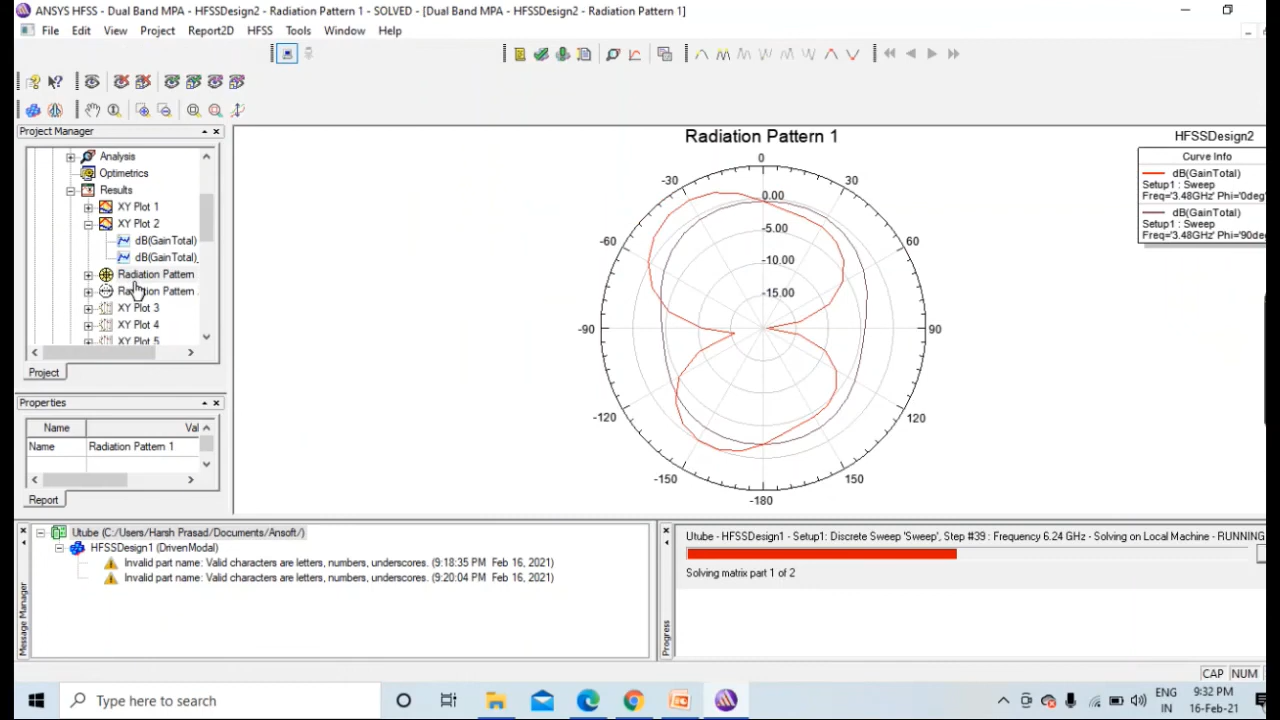 ANSYS HFSS - Dual Band MPA - HFSSDesign2 - Radiation Pattern 1 - SOLVED - [Dual Band MPA - HFSSDesign2 - Radiation Pattern 1]
File Edit View Project Report2D HFSS Tools Window Help
Project Manager
Analysis
Optimetrics
Results
XY Plot 1
XY Plot 2
dB(GainTotal)
dB(GainTotal)_
Radiation Pattern
Radiation Pattern
XY Plot 3
XY Plot 4
XY Plot 5
Project
Properties
Name Val
Name Radiation Pattern 1
Report
Radiation Pattern 1
HFSSDesign2
Curve Info
dB(GainTotal)
Setup1 : Sweep
Freq='3.48GHz' Phi='0deg'
dB(GainTotal)
Setup1 : Sweep
Freq='3.48GHz' Phi='90deg
0
-30 30
0.00
-60 -5.00 60
-10.00
-15.00
-90 90
-120 120
-150 150
-180
Message Manager
Utube (C:/Users/Harsh Prasad/Documents/Ansoft/)
HFSSDesign1 (DrivenModal)
Invalid part name: Valid characters are letters, numbers, underscores. (9:18:35 PM Feb 16, 2021)
Invalid part name: Valid characters are letters, numbers, underscores. (9:20:04 PM Feb 16, 2021)
Progress
Utube - HFSSDesign1 - Setup1: Discrete Sweep 'Sweep', Step #39 : Frequency 6.24 GHz - Solving on Local Machine - RUNNING
Solving matrix part 1 of 2
CAP NUM
Type here to search
ENG
IN
9:32 PM
16-Feb-21